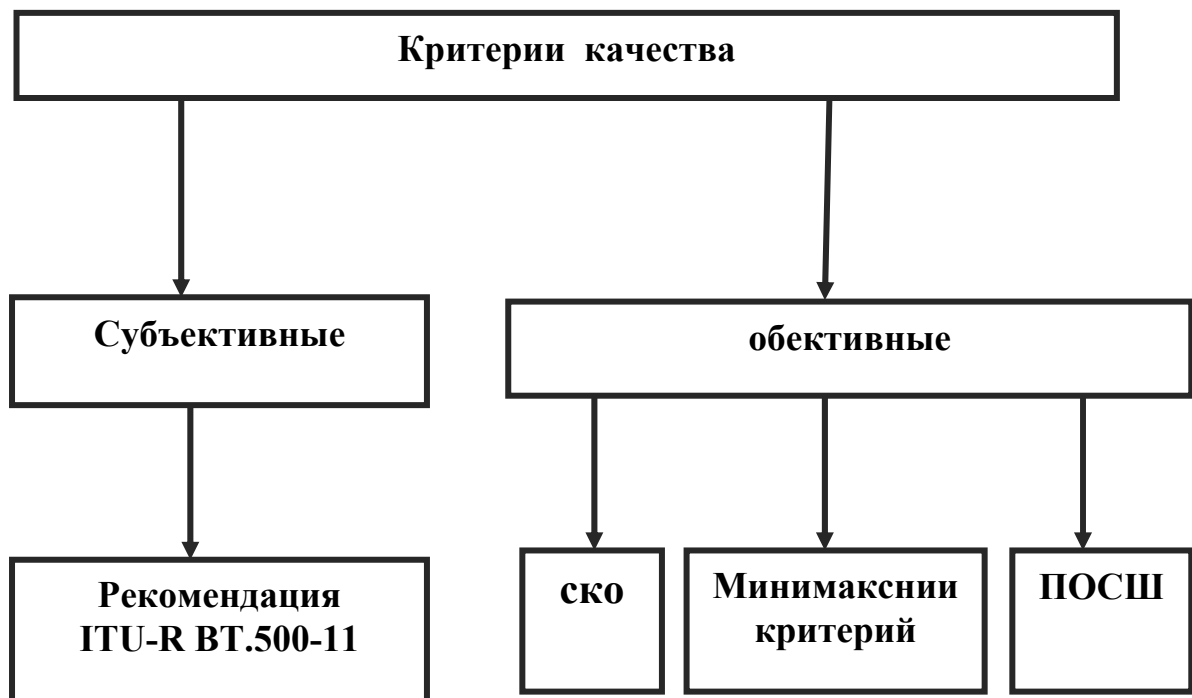 Критерии качества
Субъективные
обективные
Рекомендация
ITU-R BT.500-11
ско
Минимакснии
критерий
ПОСШ